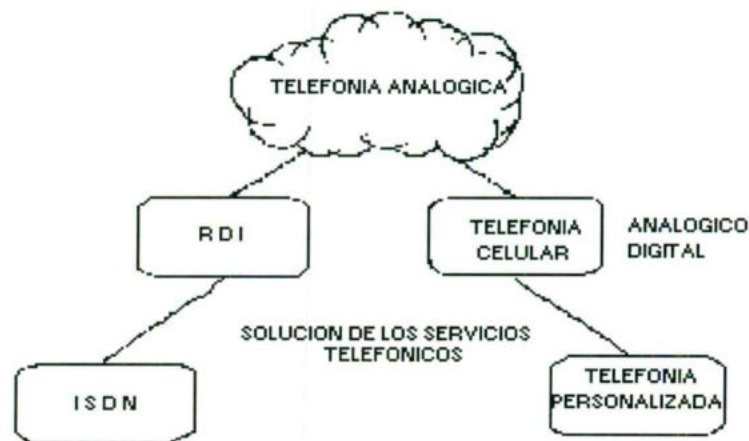 TELEFONIA ANALOGICA
RDI
TELEFONIA
CELULAR
ANALOGICO
DIGITAL
SOLUCION DE LOS SERVICIOS
TELEFONICOS
ISDN
TELEFONIA
PERSONALIZADA